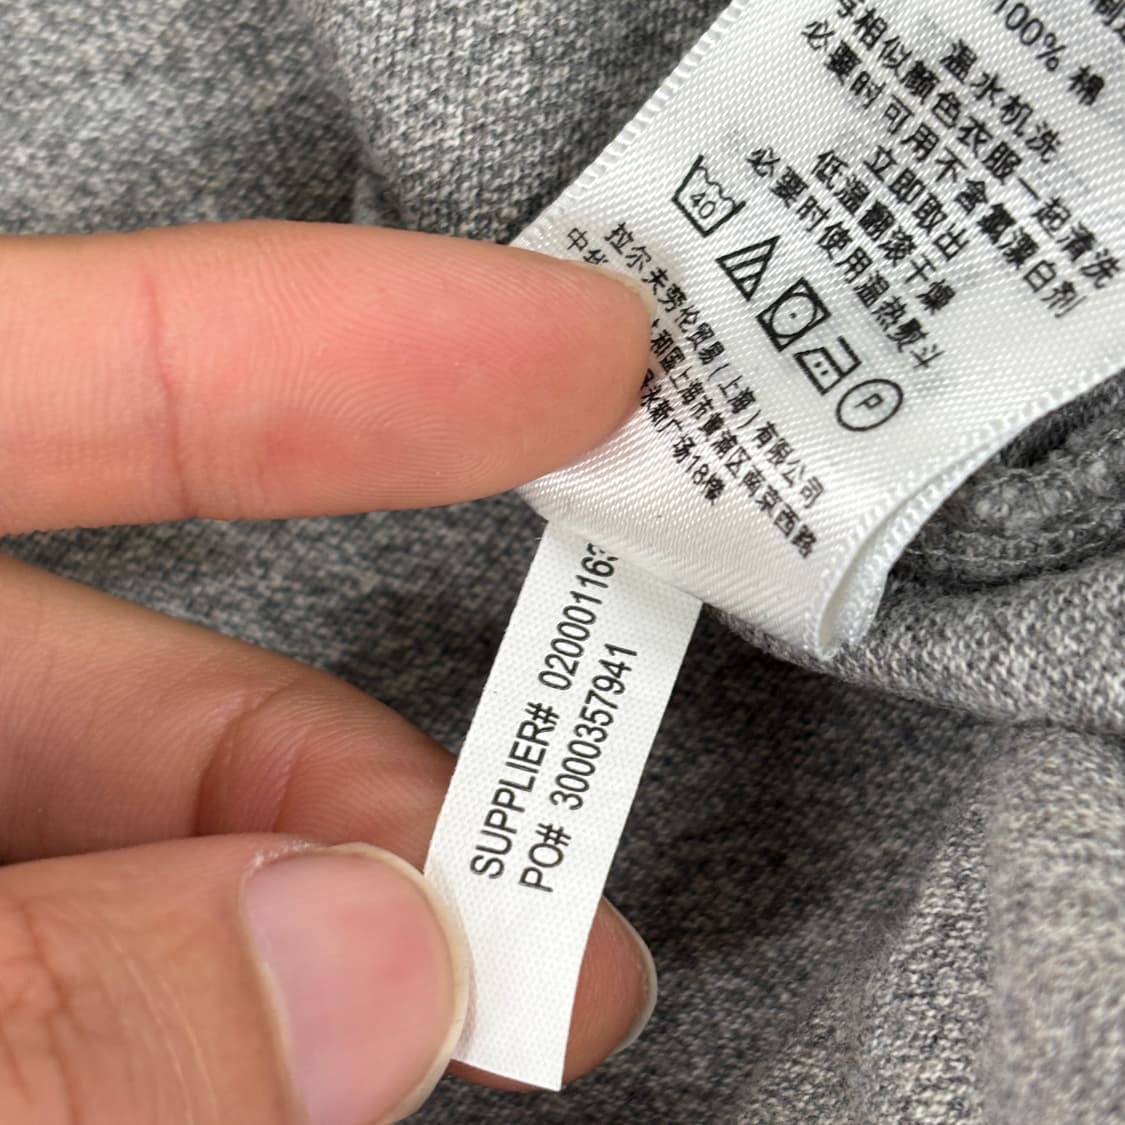 100% 棉
温水机洗
与相似颜色衣服一起清洗
必要时可用不含氯漂白剂
立即取出
低温翻滚干燥
必要时使用温热熨斗
40
P
拉尔夫劳伦贸易(上海)有限公司
和国上海市黄浦区南京西路
广场18楼
SUPPLIER# 020001163
PO# 3000357941